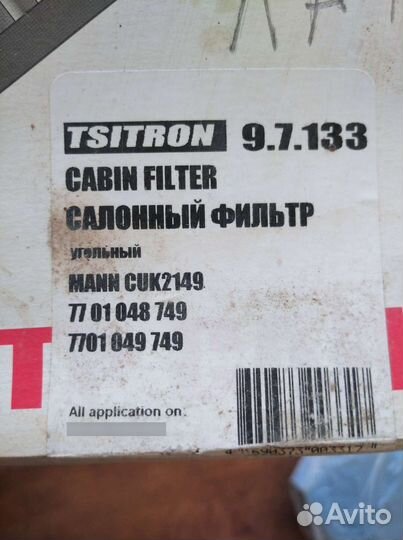 TSITRON 9.7.133
CABIN FILTER
САЛОННЫЙ ФИЛЬТР
угольный
MANN CUK2149
77 01 048 749
7701 049 749
All application on:
Avito